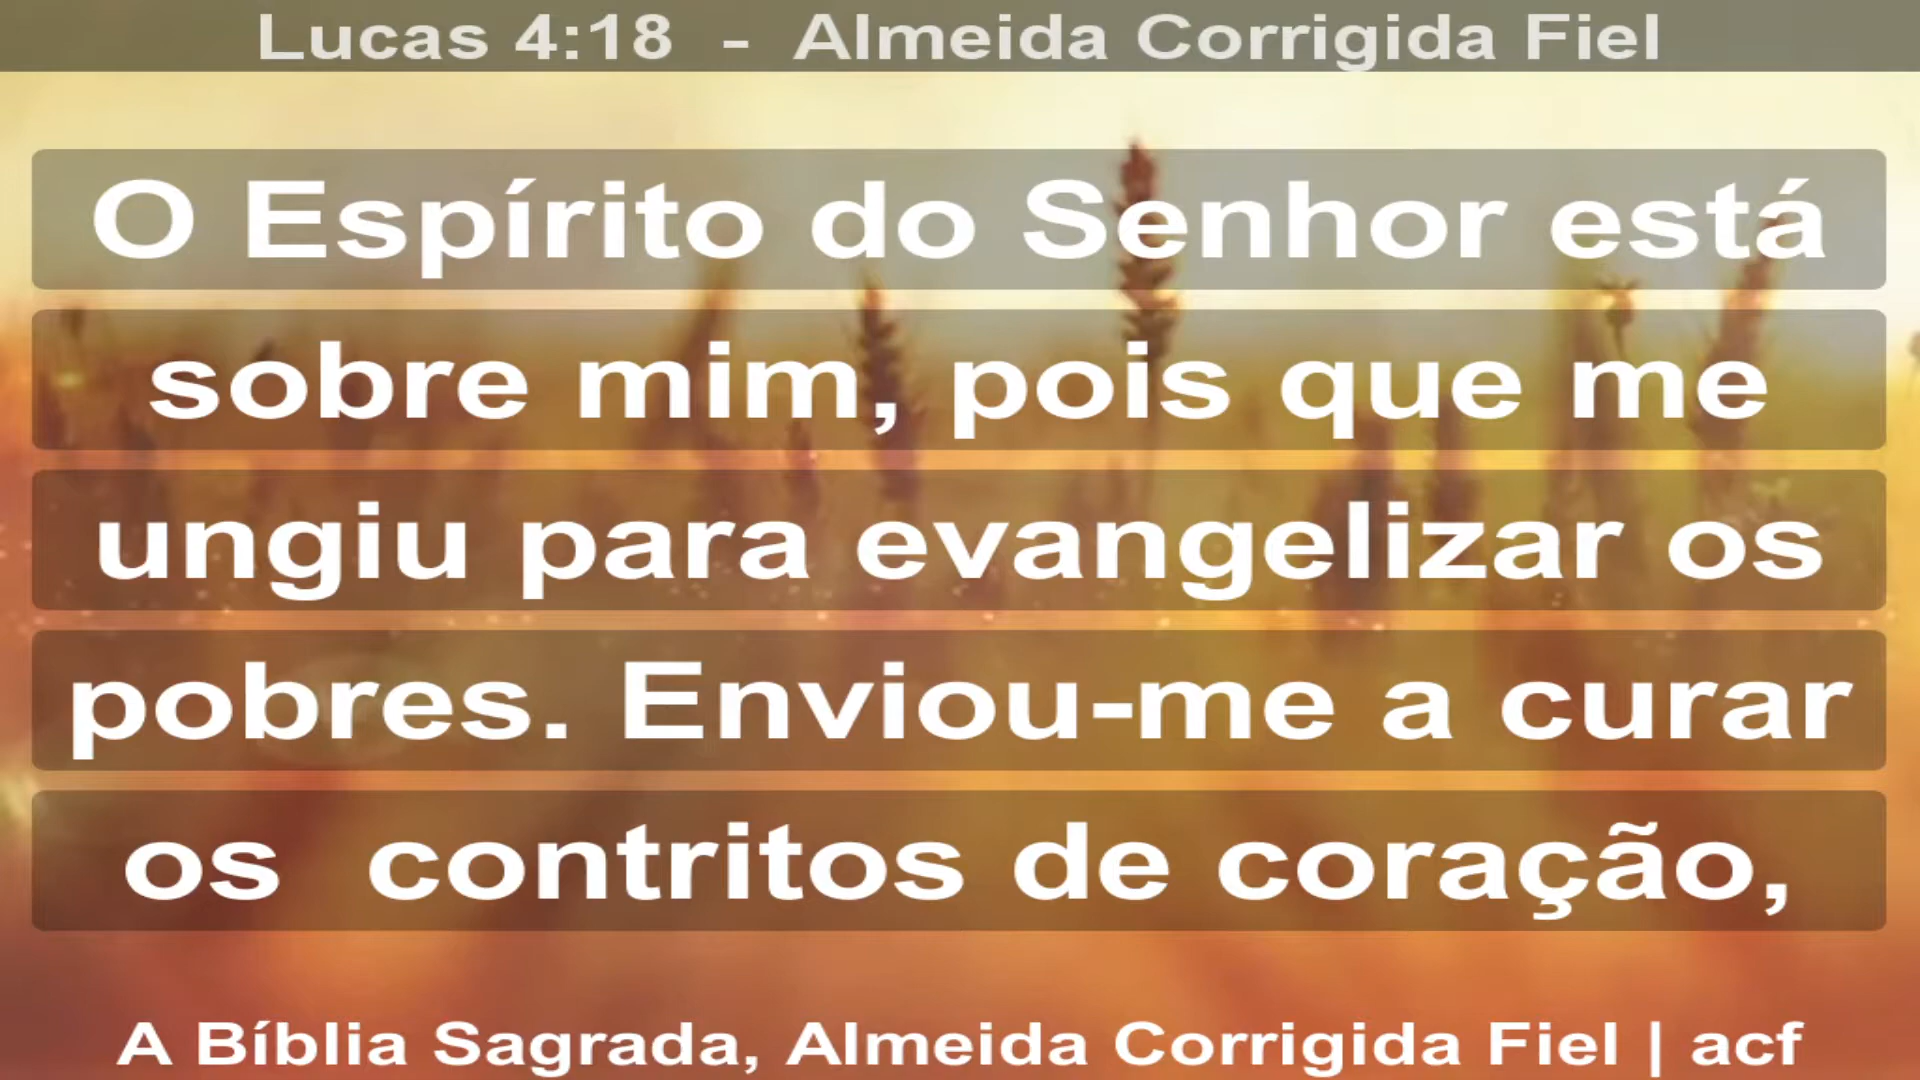 Lucas 4:18 - Almeida Corrigida Fiel
O Espírito do Senhor está
sobre mim, pois que me
ungiu para evangelizar os
pobres. Enviou-me a curar
os contritos de coração,
A Bíblia Sagrada, Almeida Corrigida Fiel | acf